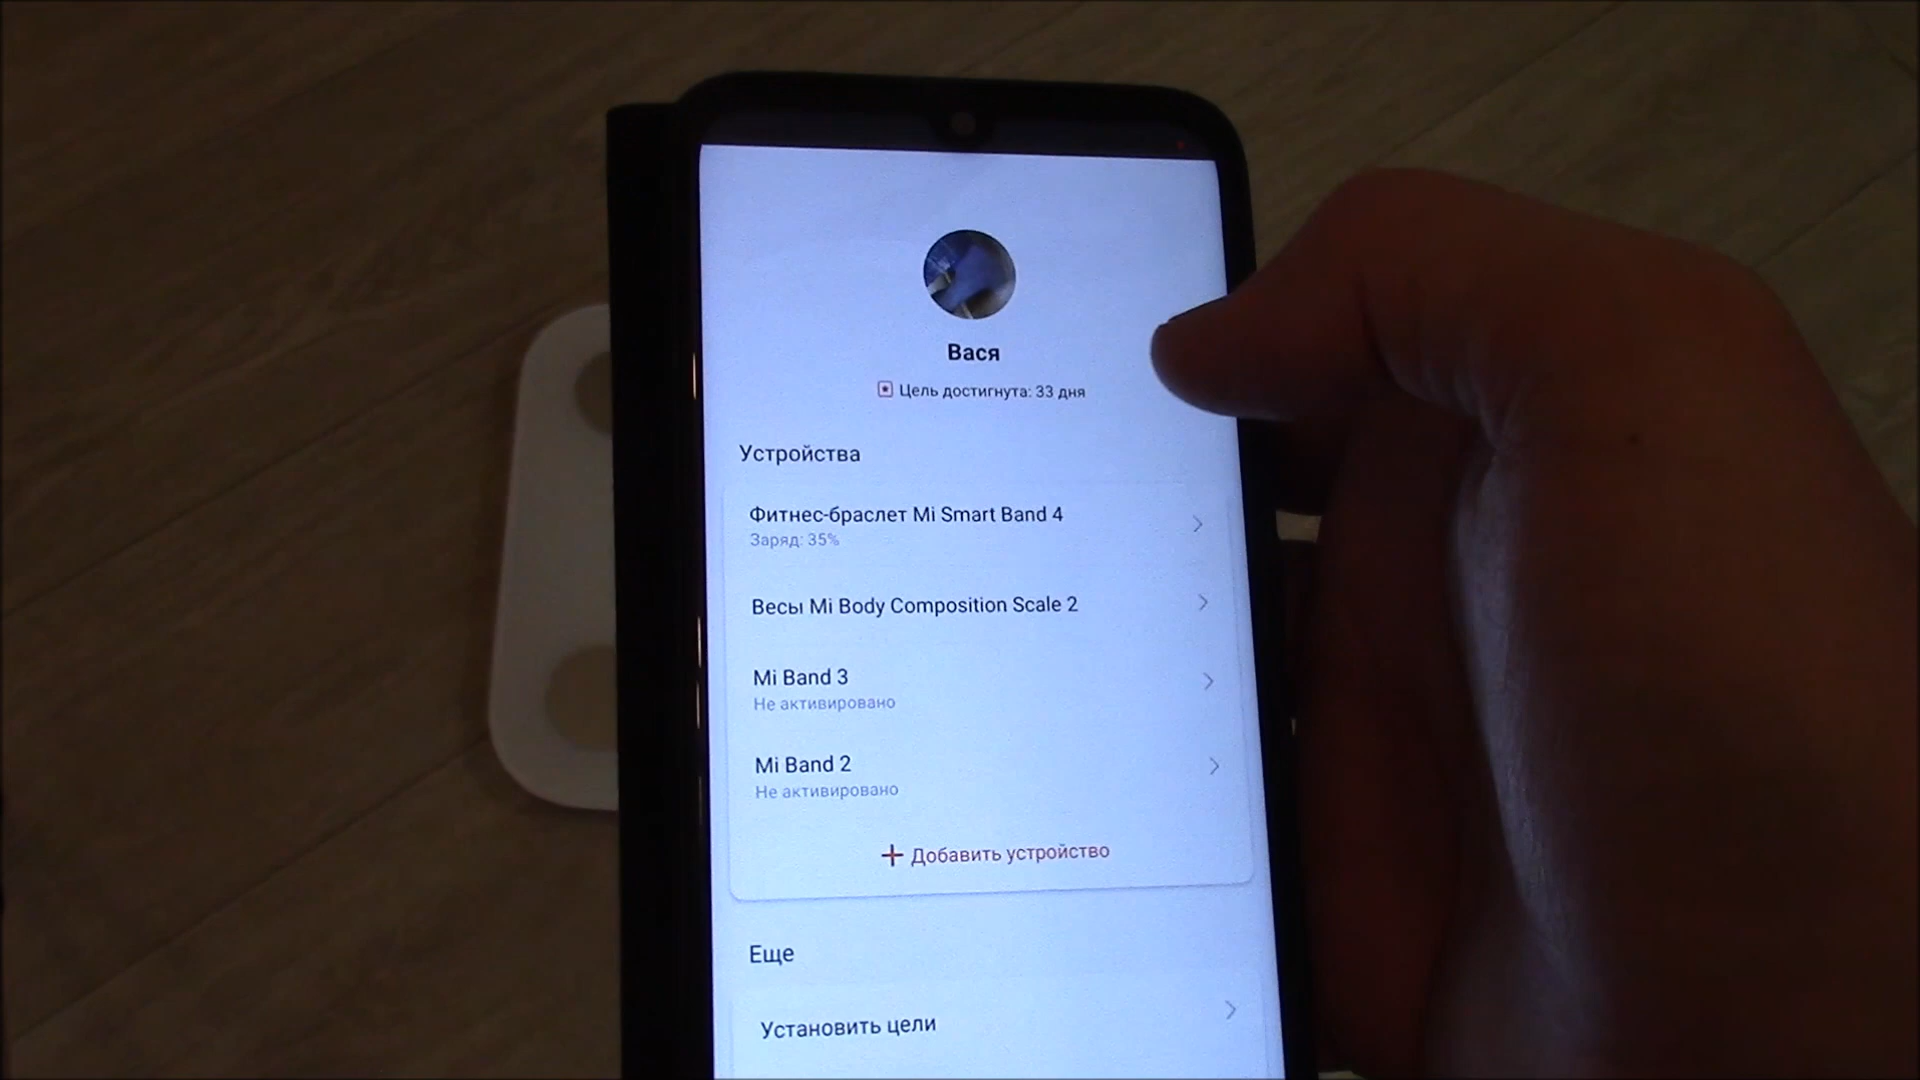 Вася
Цель достигнута: 33 дня
Устройства
Фитнес-браслет Mi Smart Band 4
Заряд: 35%
Весы Mi Body Composition Scale 2
Mi Band 3
Не активировано
Mi Band 2
Не активировано
+ Добавить устройство
Еще
Установить цели